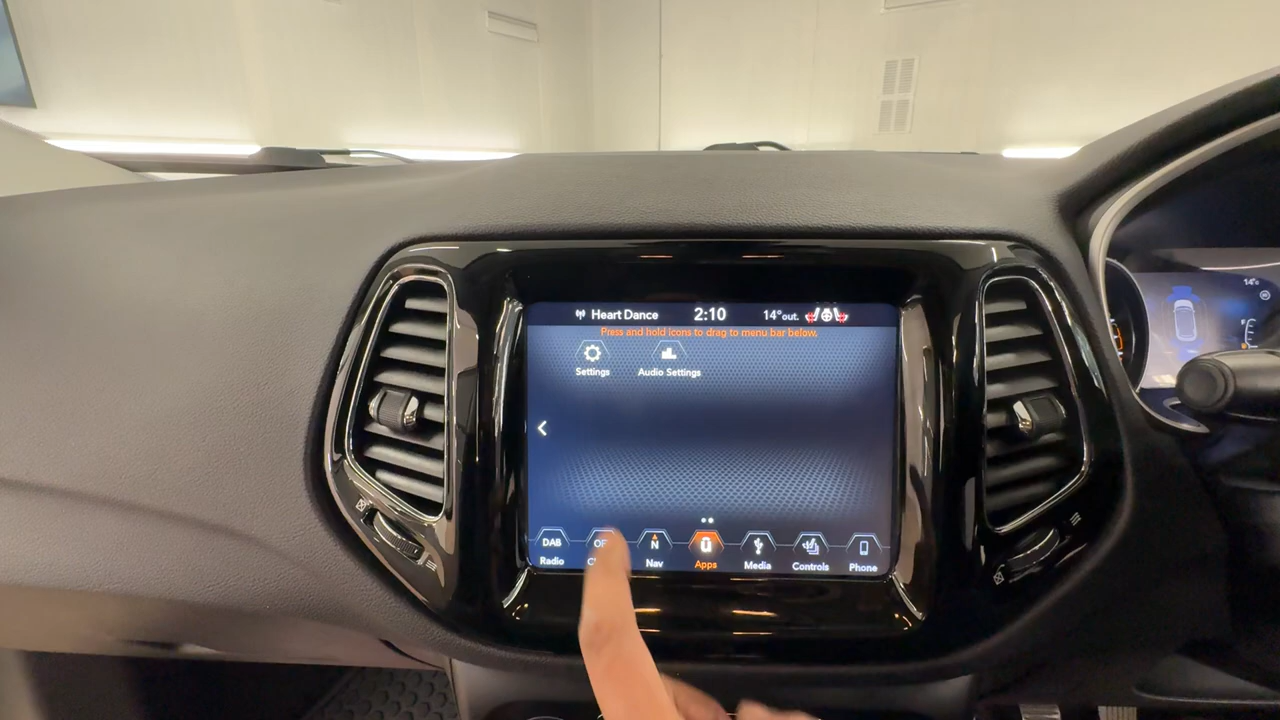 Heart Dance 2:10 14°out.
Press and hold icons to drag to menu bar below.
Settings Audio Settings
DAB N
Radio Nav Apps Media Controls Phone
14°